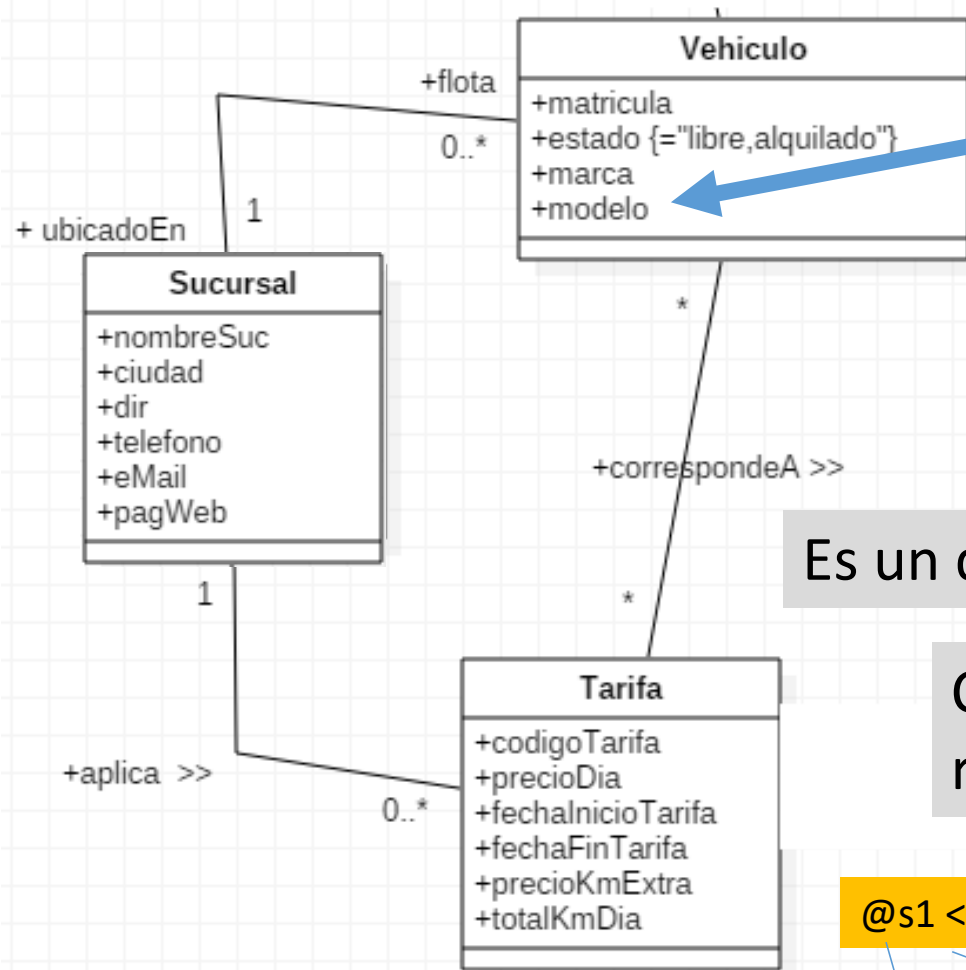 Vehiculo
+flota
+matricula
+estado {="libre,alquilado"}
0..*
+marca
+modelo
1
+ ubicadoEn
Sucursal
+nombreSuc
+ciudad
+dir
+telefono
+eMail
+pagWeb
*
+correspondeA >>
Es un
1
*
Tarifa
+codigoTarifa
+precioDia
+aplica >>
0..*
+fechaInicioTarifa
+fechaFinTarifa
+precioKmExtra
+totalKmDia
@s1 <